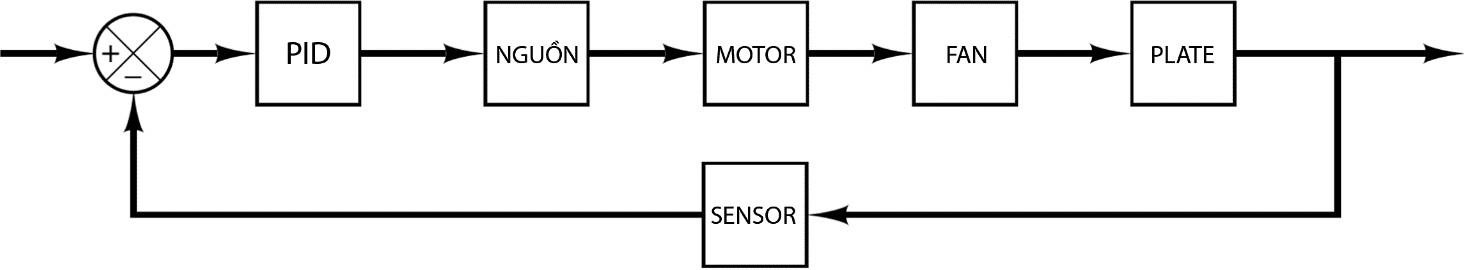 +
−
PID
NGUỒN
MOTOR
FAN
PLATE
SENSOR